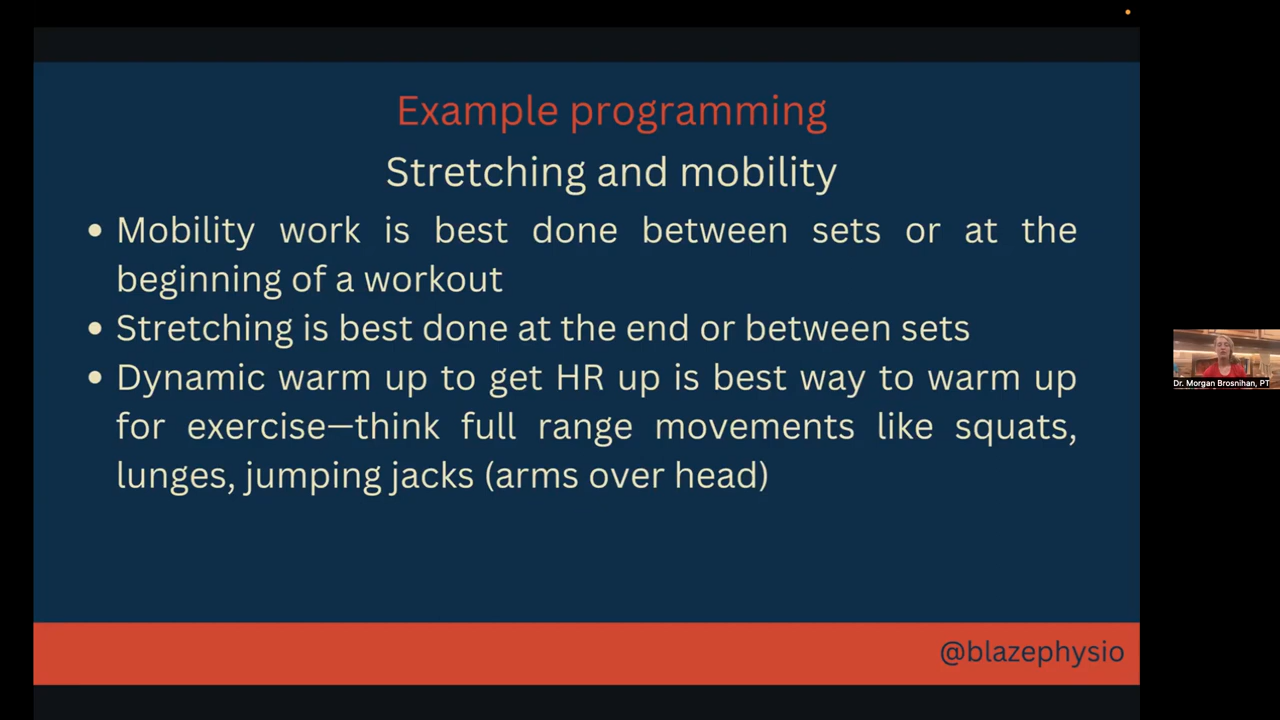 Example programming
Stretching and mobility
• Mobility work is best done between sets or at the
beginning of a workout
• Stretching is best done at the end or between sets
• Dynamic warm up to get HR up is best way to warm up
for exercise—think full range movements like squats,
lunges, jumping jacks (arms over head)
Dr. Morgan Brosnihan, PT
@blazephysio